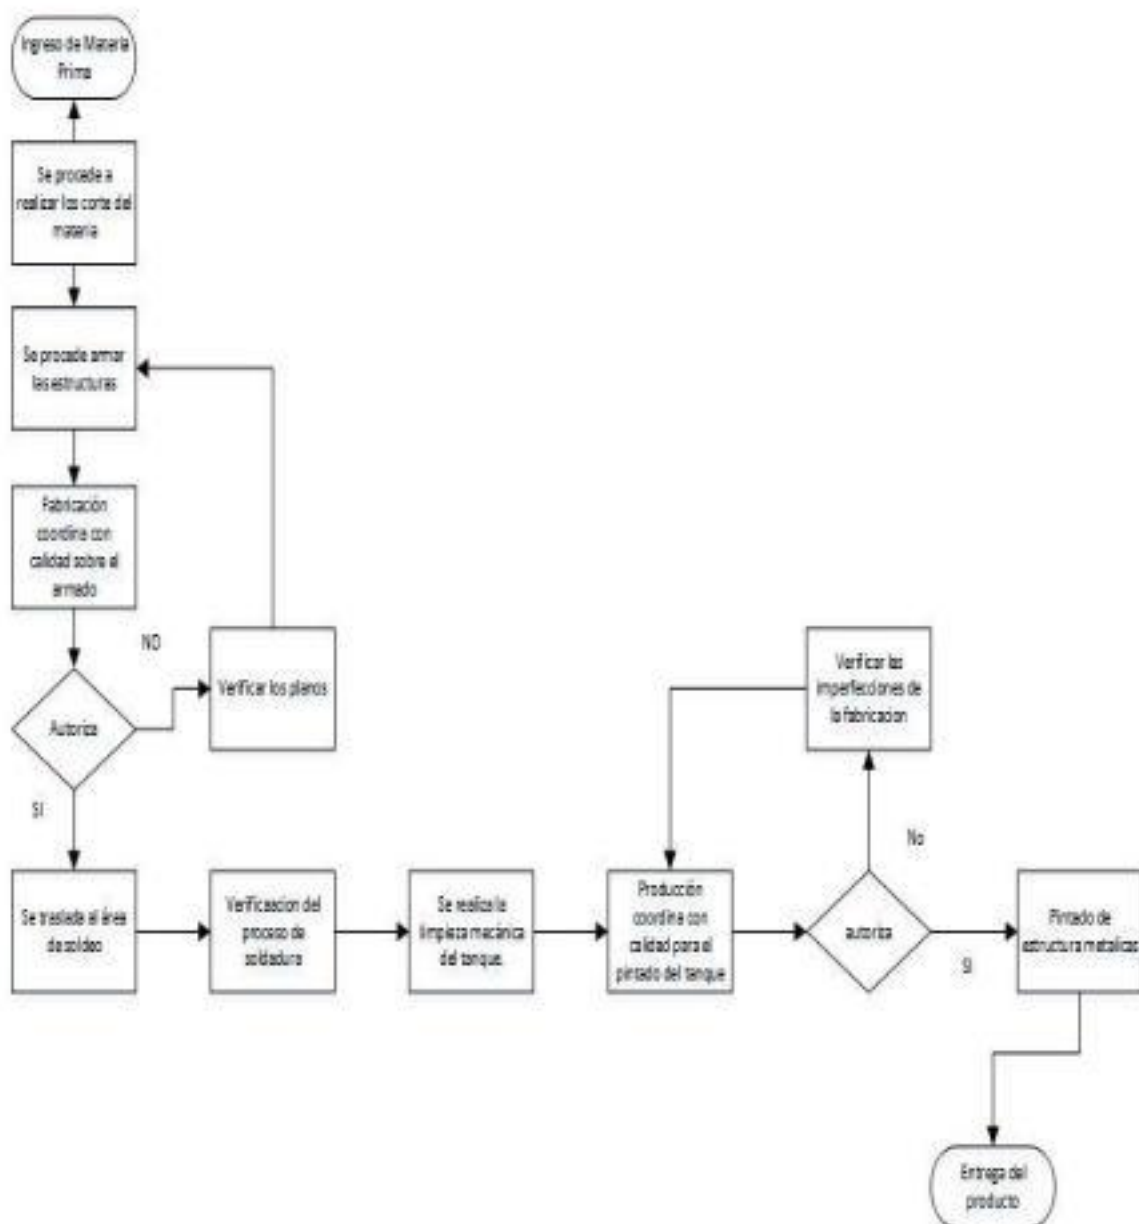 Ingreso de Materia
Prima
Se procede a
realizar los corte del
materia
Se procede armar
las estructuras
Fabricación
coordina con
calidad sobre el
armado
NO
Verificar los planos
Autoriza
SI
Se traslada al área
de soldeo
Verificasion del
proceso de
soldadura
Se realiza la
limpieza mecánica
del tanque.
Producción
coordina con
calidad para el
pintado del tanque
Verificar las
imperfecciones de
la fabricacion
No
autoriza
SI
Pintado de
estructura metalicas
Entrega del
producto